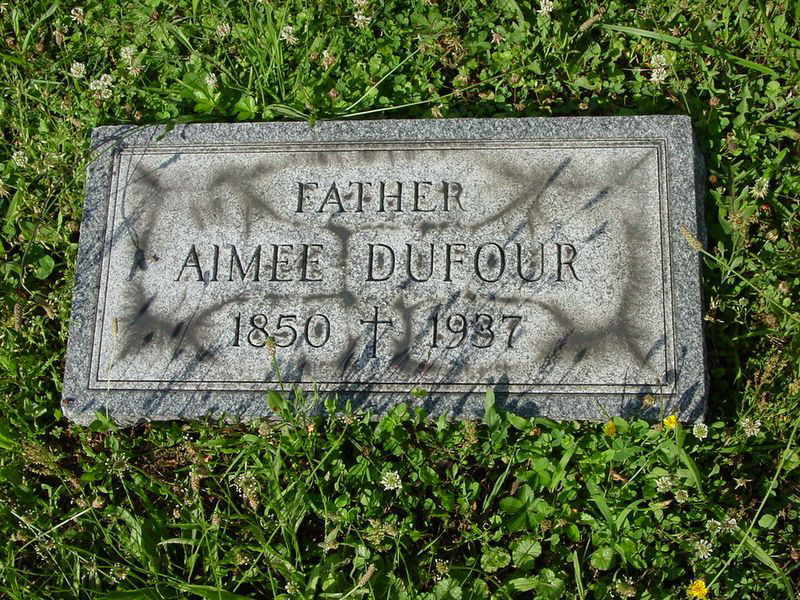 FATHER
AIMEE DUFOUR
1850 ✝ 1937